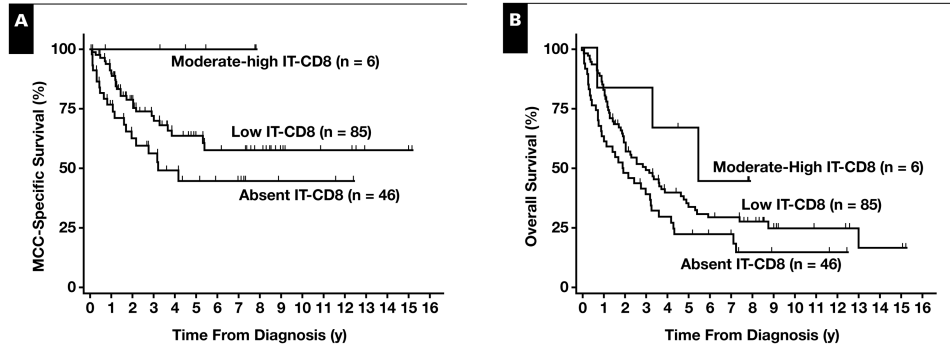 A
MCC-Specific Survival (%)
100
75
50
25
0
Moderate-high IT-CD8 (n = 6)
Low IT-CD8 (n = 85)
Absent IT-CD8 (n = 46)
0 1 2 3 4 5 6 7 8 9 10 11 12 13 14 15 16
Time From Diagnosis (y)
B
Overall Survival (%)
100
75
50
25
0
Moderate-High IT-CD8 (n = 6)
Low IT-CD8 (n = 85)
Absent IT-CD8 (n = 46)
0 1 2 3 4 5 6 7 8 9 10 11 12 13 14 15 16
Time From Diagnosis (y)